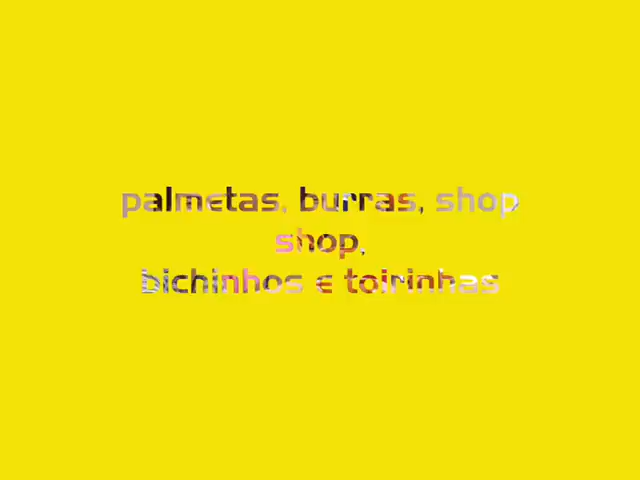 palmetas, burras, shop
shop,
bichinhos e toirinhas